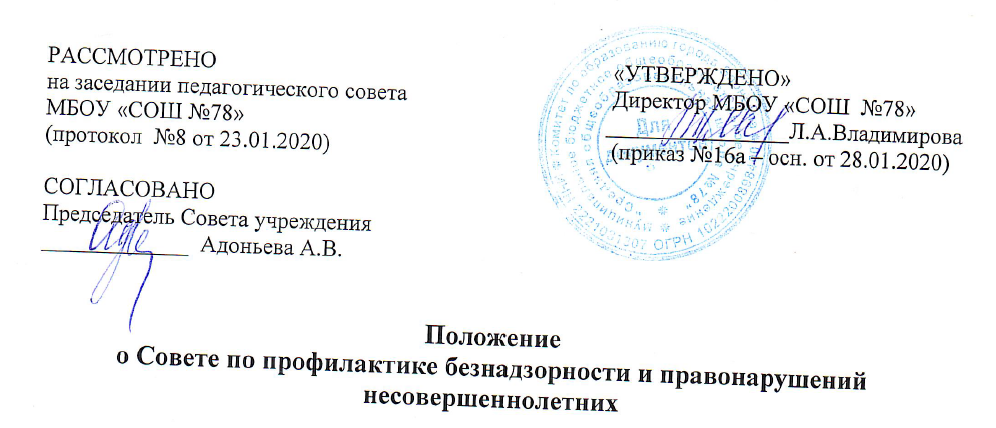 РАССМОТРЕНО
на заседании педагогического совета
МБОУ «СОШ №78»
(протокол №8 от 23.01.2020)
СОГЛАСОВАНО
Председатель Совета учреждения
Адоньева А.В.
«УТВЕРЖДЕНО»
Директор МБОУ «СОШ №78»
Л.А.Владимирова
(приказ №16а – осн. от 28.01.2020)
Для
Положение
о Совете по профилактике безнадзорности и правонарушений
несовершеннолетних